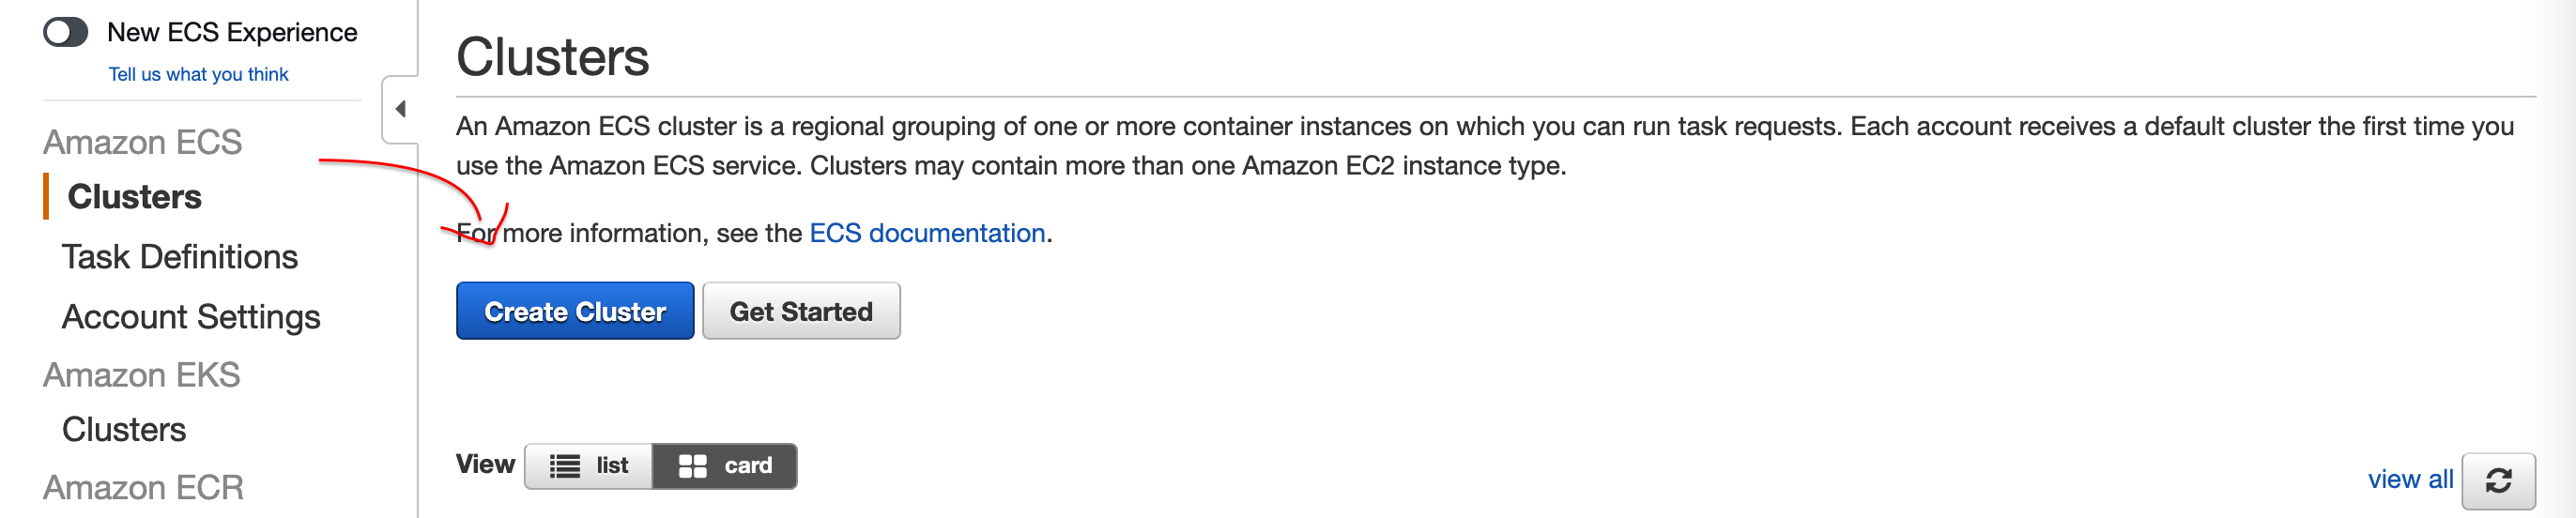 New ECS Experience
Tell us what you think
Amazon ECS
Clusters
Task Definitions
Account Settings
Amazon EKS
Clusters
Amazon ECR
Clusters
An Amazon ECS cluster is a regional grouping of one or more container instances on which you can run task requests. Each account receives a default cluster the first time you
use the Amazon ECS service. Clusters may contain more than one Amazon EC2 instance type.
For more information, see the ECS documentation.
Create Cluster Get Started
View list card
view all